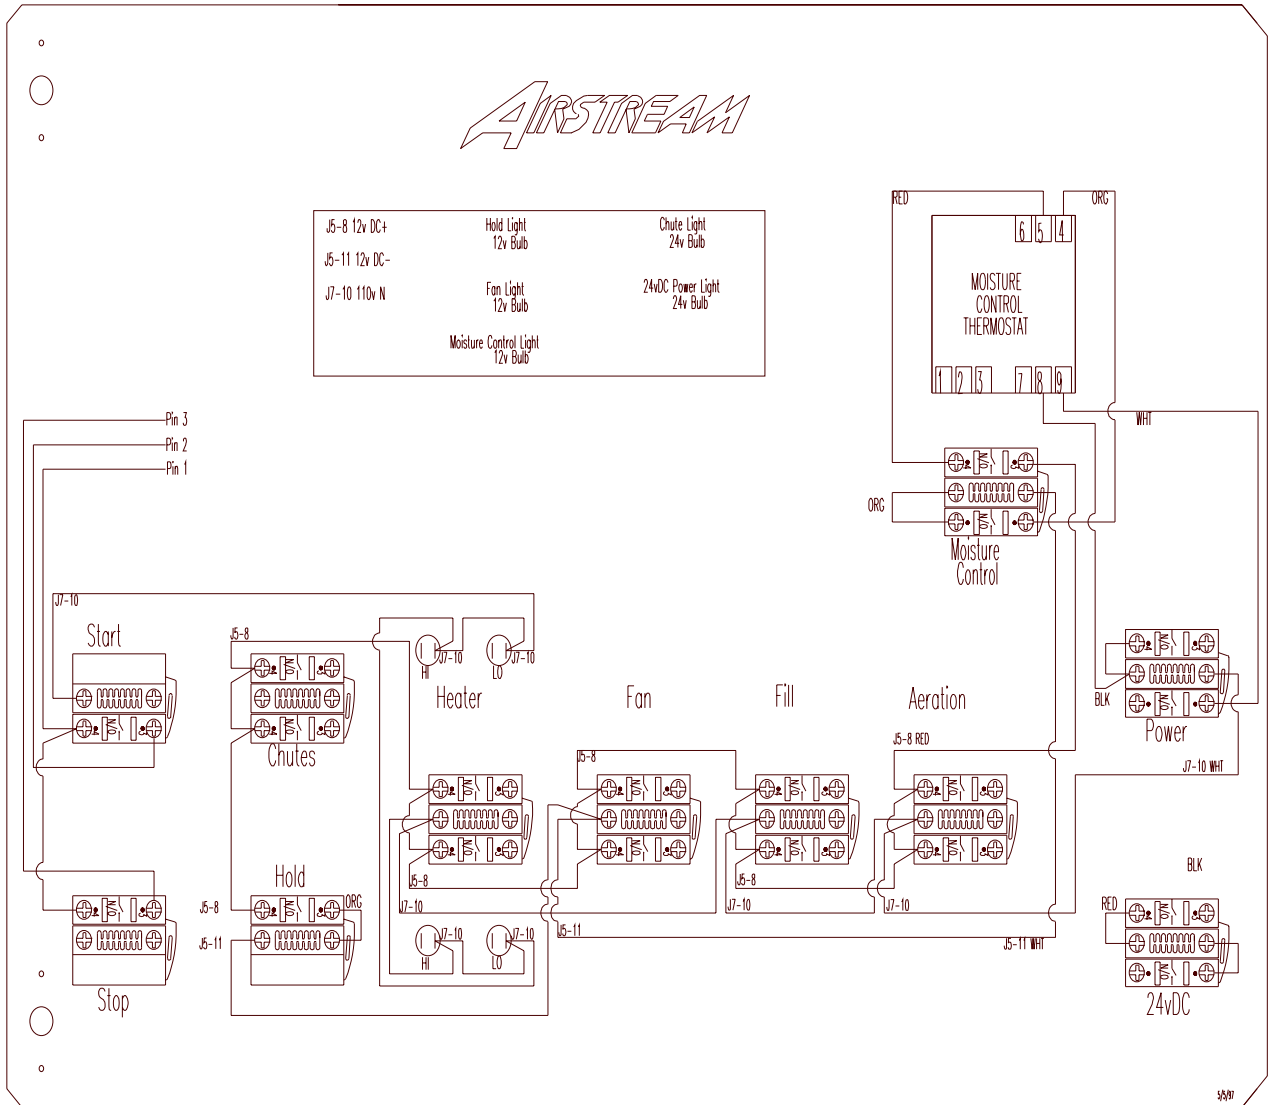 AIRSTREAM
J5-8 12v DC+
Hold Light
12v Bulb
Chute Light
24v Bulb
J5-11 12v DC-
J7-10 110v N
Fan Light
12v Bulb
24vDC Power Light
24v Bulb
Moisture Control Light
12v Bulb
RED
ORG
6 5 4
MOISTURE
CONTROL
THERMOSTAT
1 2 3 7 8 9
WHT
Pin 3
Pin 2
Pin 1
N/O
ORG
N/O
Moisture
Control
J7-10
Start
J5-8
N/O
N/O
Chutes
N/O
J7-10
HI
J7-10
LO
Heater
Fan
Fill
Aeration
N/O
BLK
N/O
Power
J5-8
J5-8 RED
J7-10 WHT
N/O
N/O
N/O
N/O
N/O
N/O
N/O
N/O
J5-8
J5-8
J7-10
J7-10
J7-10
Hold
J5-8
N/O
ORG
J5-11
N/O
Stop
HI
J7-10
LO
J7-10
J5-11
J5-11 WHT
BLK
RED
N/O
N/O
24vDC
5/5/97